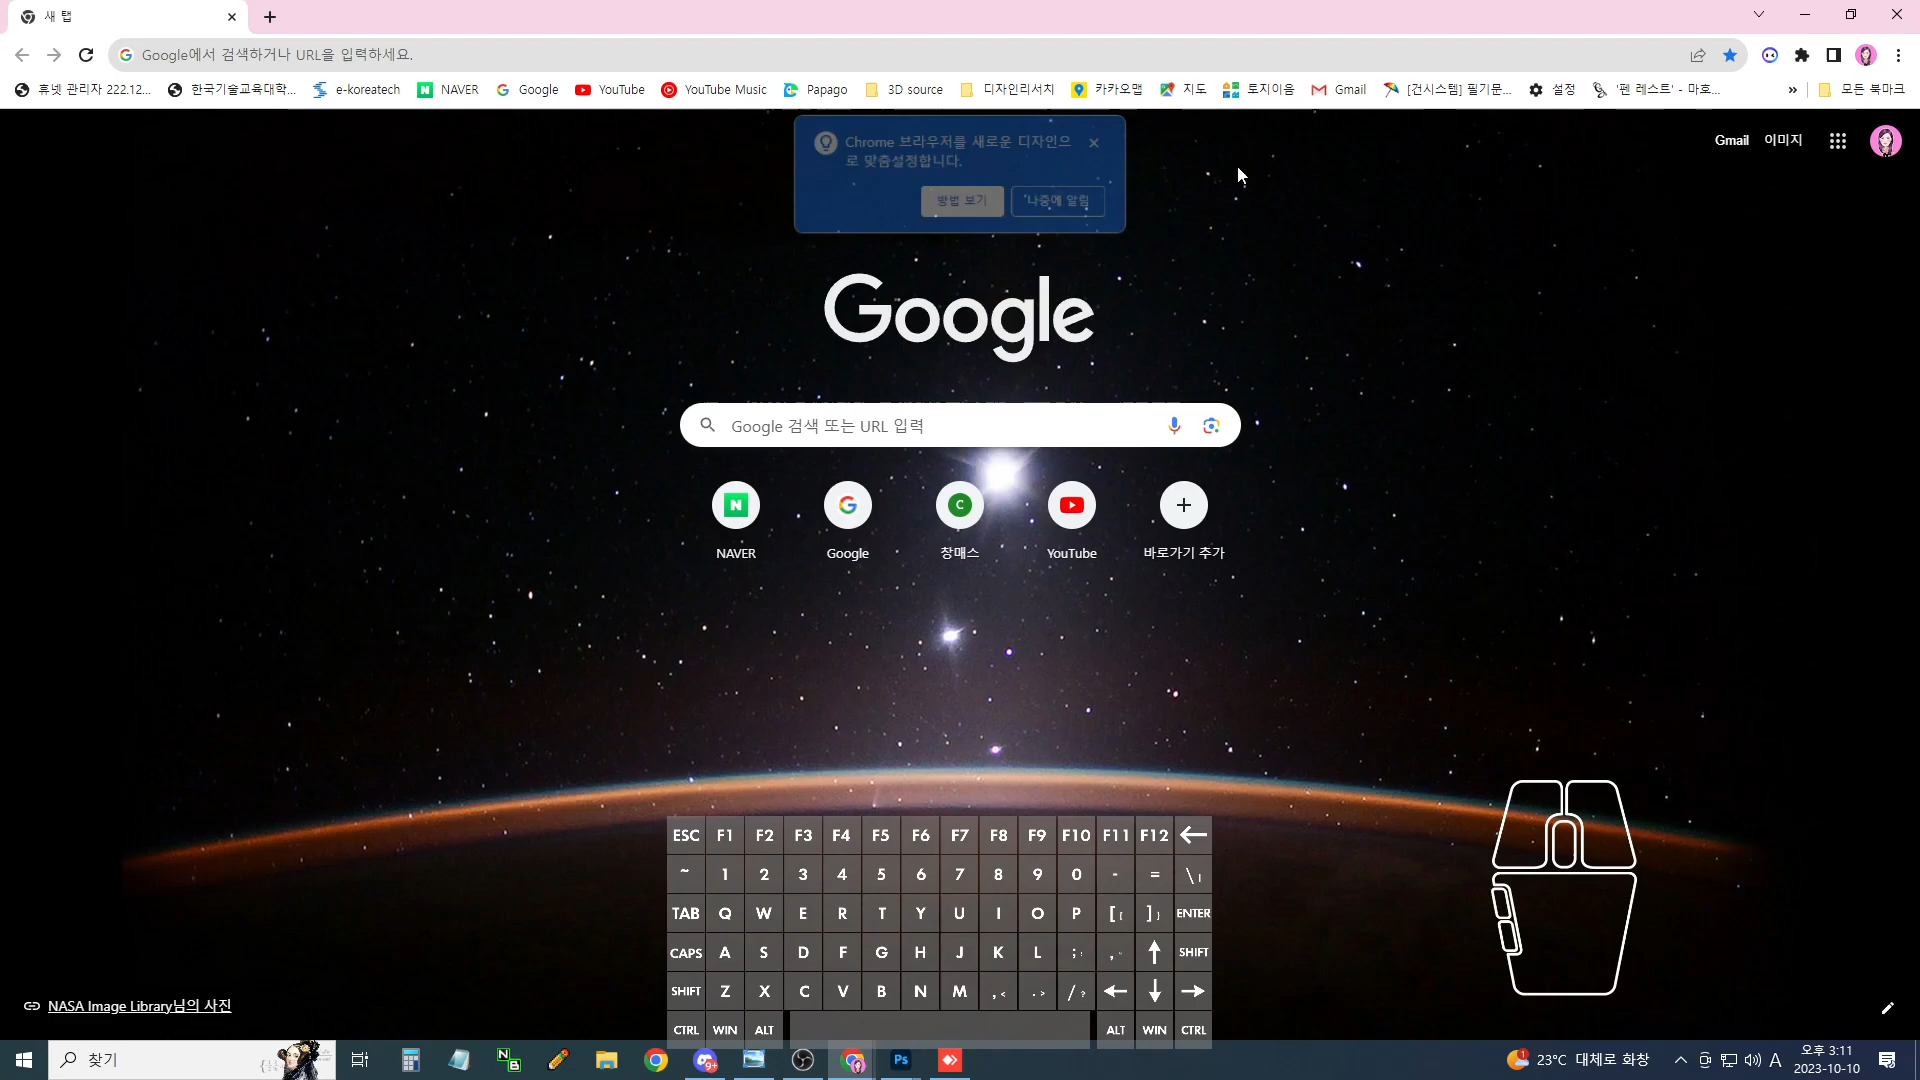 새 탭
Google에서 검색하거나 URL을 입력하세요.
휴넷 관리자 222.12...
한국기술교육대학...
e-koreatech
NAVER
Google
YouTube
YouTube Music
Papago
3D source
디자인리서치
카카오맵
지도
토지이음
Gmail
[건시스템] 필기문...
설정
'펜 레스트' - 마호...
»
모든 북마크
Chrome 브라우저를 새로운 디자인으
로 맞춤설정합니다.
방법 보기
나중에 알림
Gmail
이미지
Google
Google 검색 또는 URL 입력
NAVER
Google
C
창매스
YouTube
바로가기 추가
ESC F1 F2 F3 F4 F5 F6 F7 F8 F9 F10 F11 F12 ←
~ 1 2 3 4 5 6 7 8 9 0 - = \
TAB Q W E R T Y U I O P [{ ]} ENTER
CAPS A S D F G H J K L ;: ," ↑ SHIFT
SHIFT Z X C V B N M ,< .> /? ← ↓ →
CTRL WIN ALT ALT WIN CTRL
NASA Image Library님의 사진
찾기
N
B
9+
Ps
1
23°C 대체로 화창
A
오후 3:11
2023-10-10